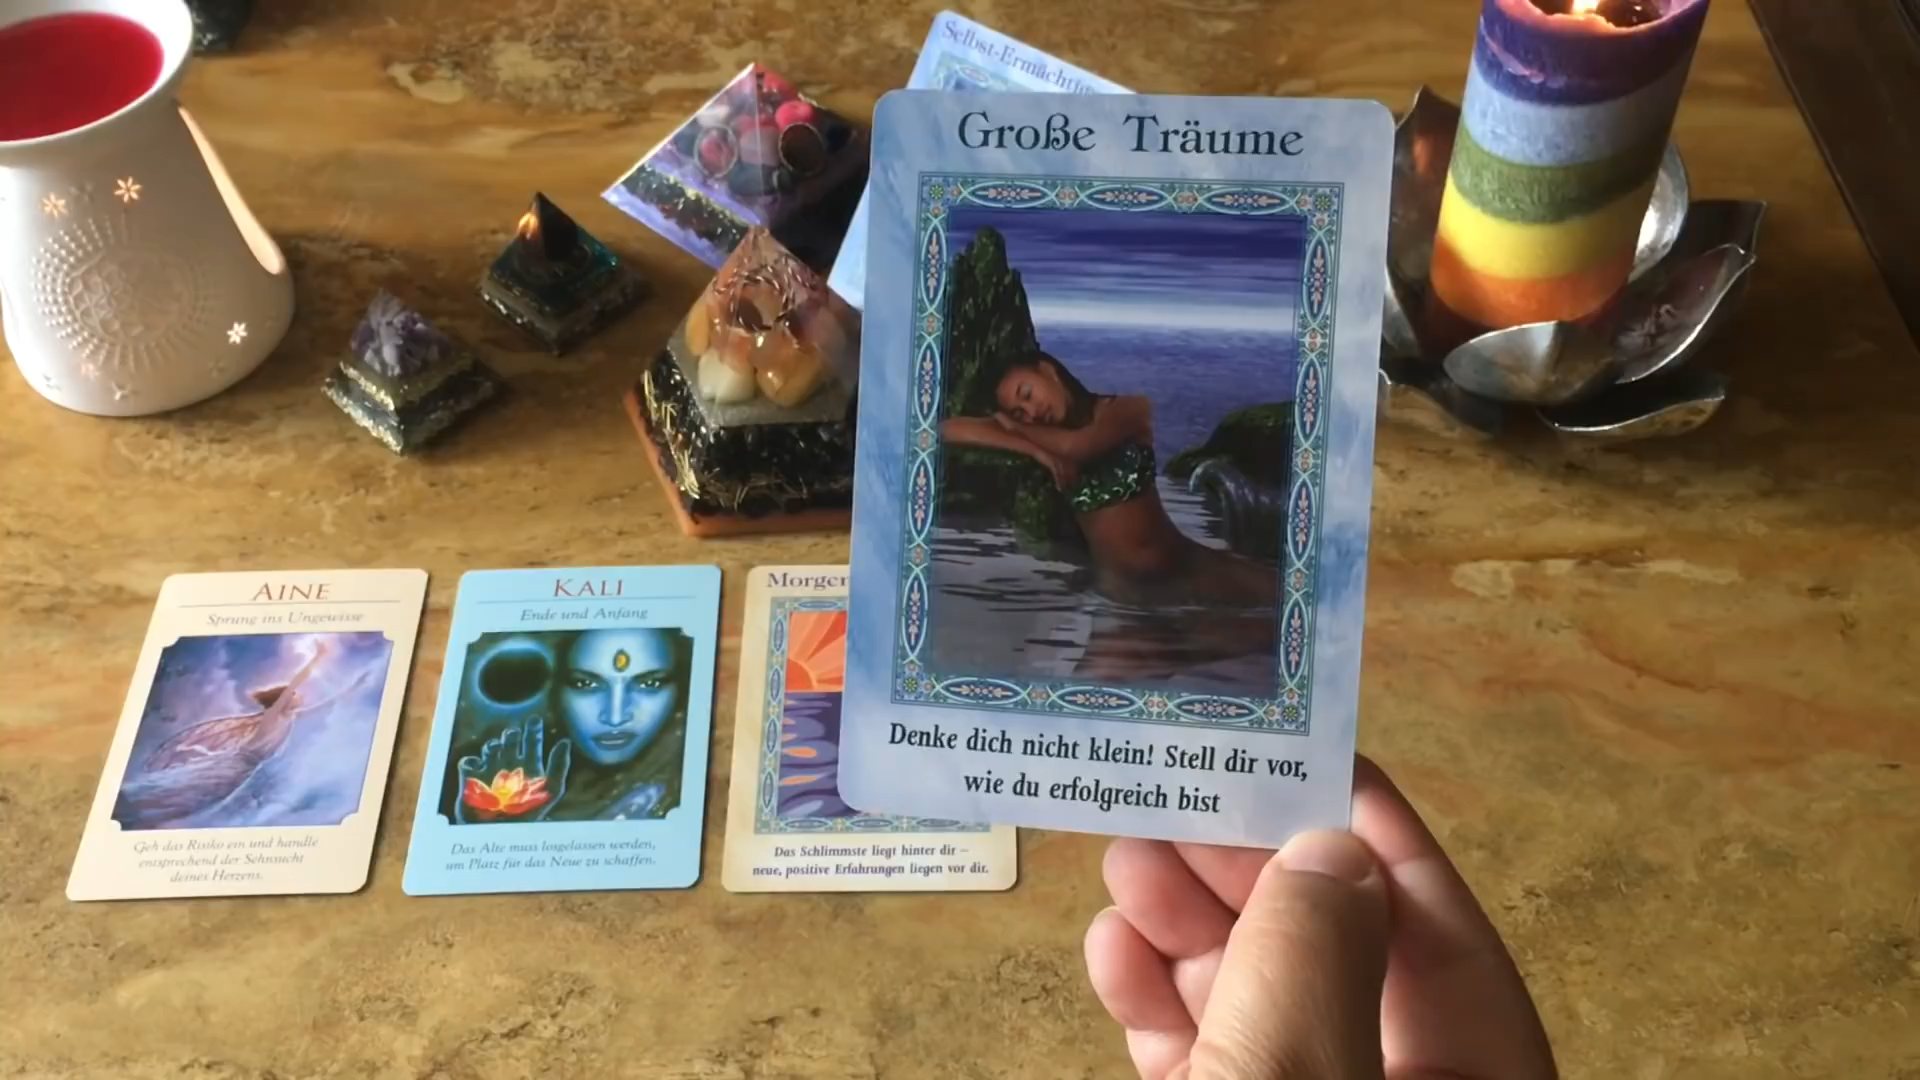 Selbst-Ermächti
Große Träume
Denke dich nicht klein! Stell dir vor,
wie du erfolgreich bist
AINE
Sprung ins Ungewisse
Geh das Risiko ein und handle
entsprechend der Sehnsucht
deines Herzens.
KALI
Ende und Anfang
Das Alte muss losgelassen werden,
um Platz für das Neue zu schaffen.
Morgen
Das Schlimmste liegt hinter dir –
neue, positive Erfahrungen liegen vor dir.